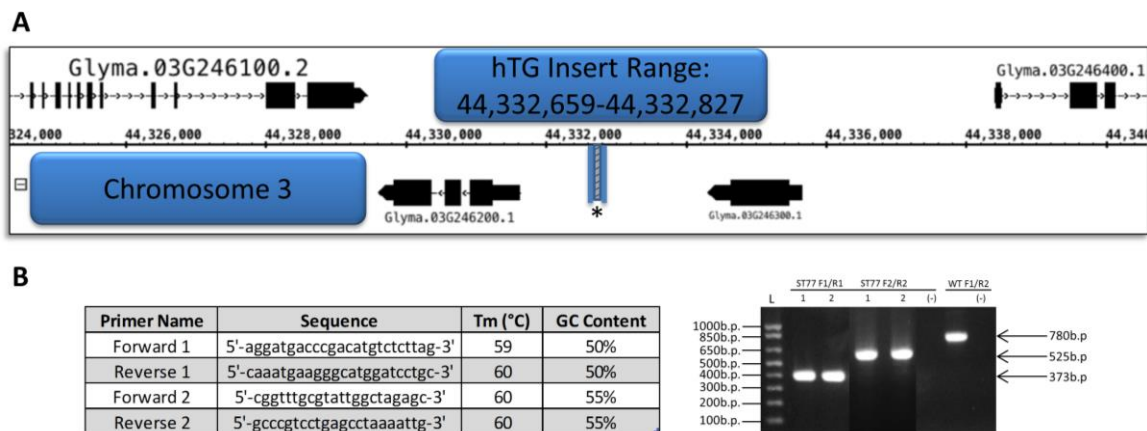 A
Glyma.03G246100.2
hTG Insert Range:
44,332,659-44,332,827
Glyma.03G246400.1
324,000 44,326,000 44,328,000 44,330,000 44,332,000 44,334,000 44,336,000 44,338,000 44,340
Chromosome 3
Glyma.03G246200.1
*
Glyma.03G246300.1
B
Primer Name Sequence Tm (°C) GC Content
Forward 1 5'-aggatgacccgacatgtctcttag-3' 59 50%
Reverse 1 5'-caaatgaagggcatggatcctgc-3' 60 50%
Forward 2 5'-cggtttgcgtattggctagagc-3' 60 55%
Reverse 2 5'-gcccgtcctgagcctaaaattg-3' 60 55%
ST77 F1/R1 ST77 F2/R2 WT F1/R2
L 1 2 1 2 (-) (-)
1000b.p.
850b.p.
650b.p.
500b.p.
400b.p.
300b.p.
200b.p.
100b.p.
780b.p
525b.p
373b.p